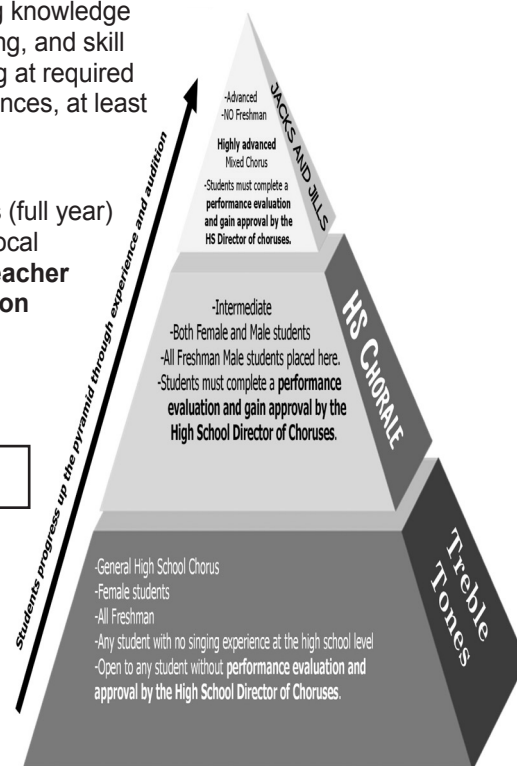 g knowledge
ng, and skill
g at required
nces, at least
s (full year)
ocal
eacher
on
Students progress up the pyramid through experience and audition
-Advanced
-NO Freshman
Highly advanced
Mixed Chorus
-Students must complete a
performance evaluation
and gain approval by the
HS Director of choruses.
JACKS AND JILLS
-Intermediate
-Both Female and Male students
-All Freshman Male students placed here.
-Students must complete a performance
evaluation and gain approval by the
High School Director of Choruses.
HS CHORALE
-General High School Chorus
-Female students
-All Freshman
-Any student with no singing experience at the high school level
-Open to any student without performance evaluation and
approval by the High School Director of Choruses.
Treble
Tones